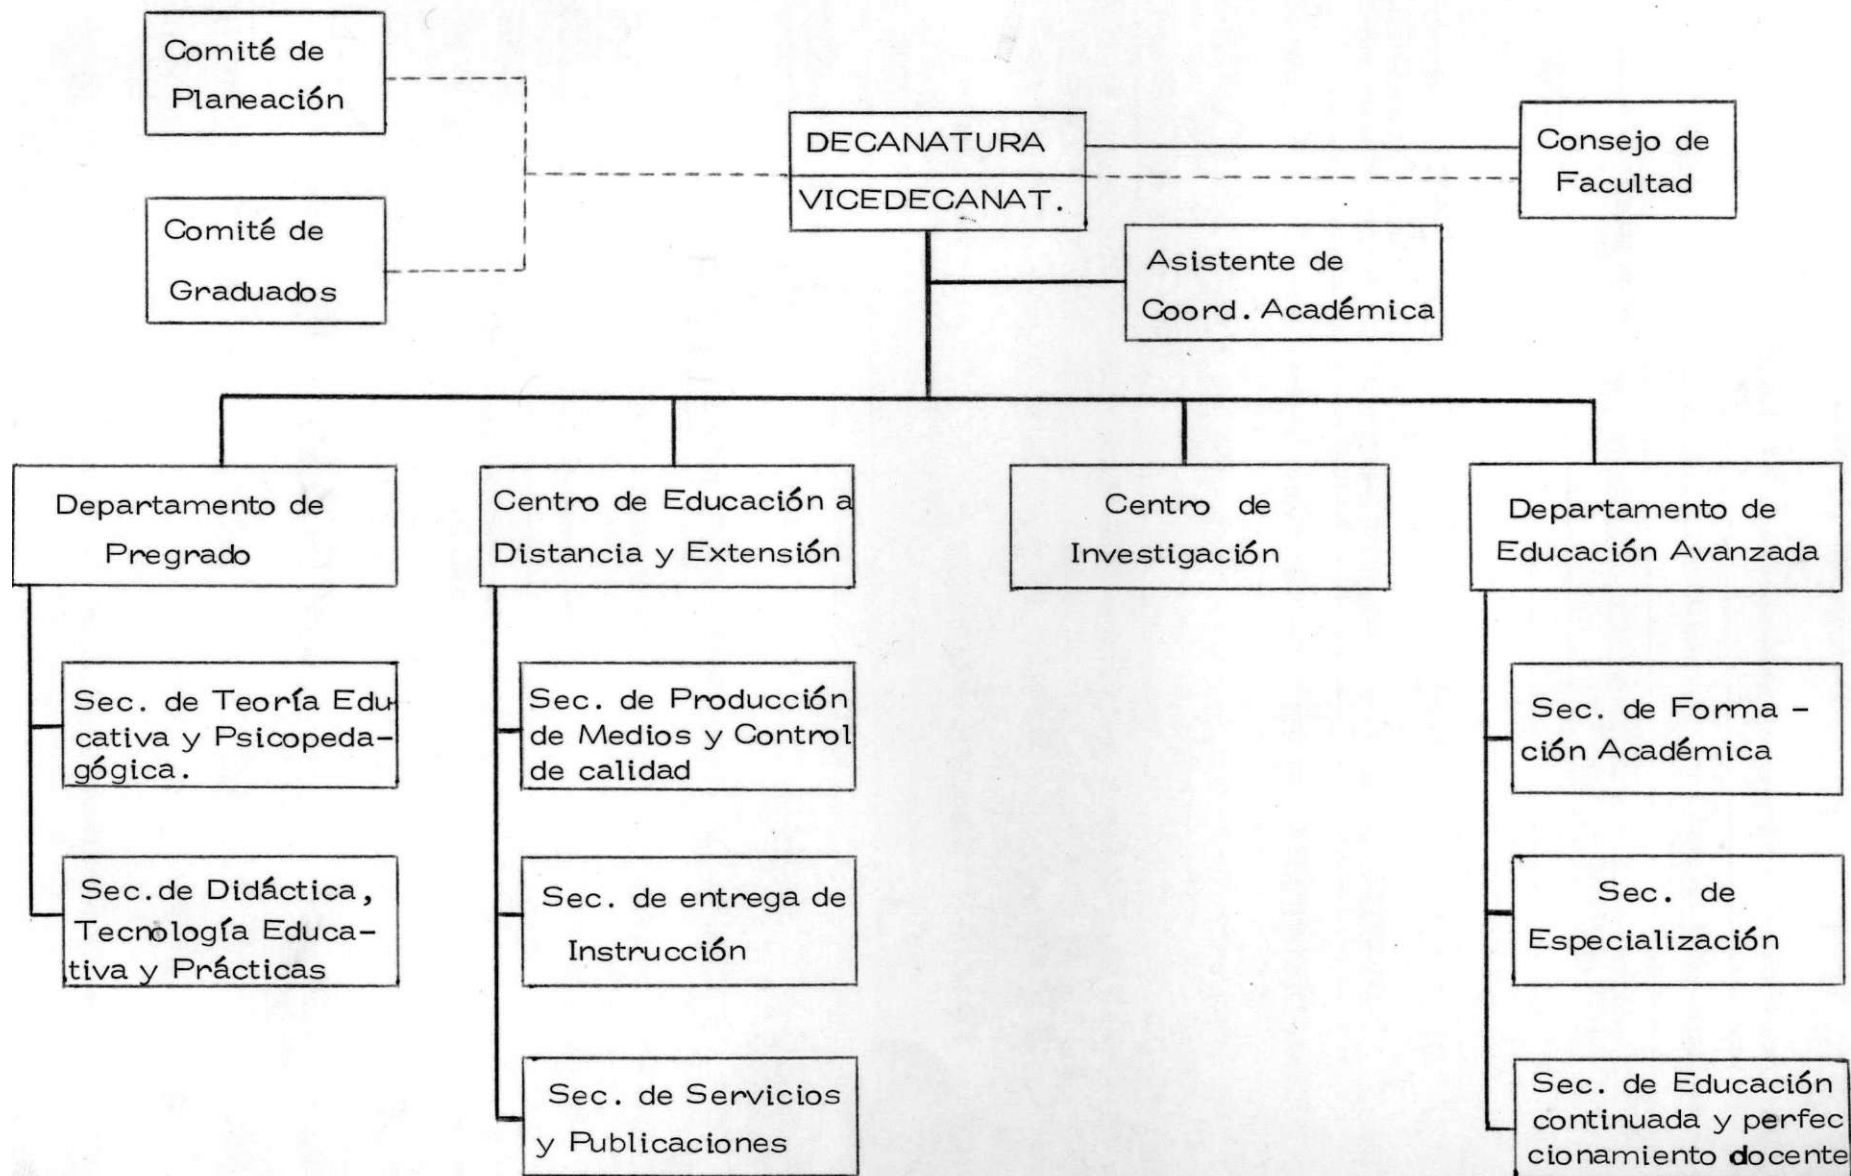 Comité de
Planeación
DECANATURA
VICEDECANAT.
Consejo de
Facultad
Comité de
Graduados
Asistente de
Coord. Académica
Departamento de
Pregrado
Centro de Educación a
Distancia y Extensión
Centro de
Investigación
Departamento de
Educación Avanzada
Sec. de Teoría Edu-
cativa y Psicopeda-
gógica.
Sec. de Producción
de Medios y Control
de calidad
Sec. de Forma -
ción Académica
Sec. de Didáctica,
Tecnología Educa-
tiva y Prácticas
Sec. de entrega de
Instrucción
Sec. de
Especialización
Sec. de Servicios
y Publicaciones
Sec. de Educación
continuada y perfec
cionamiento docente